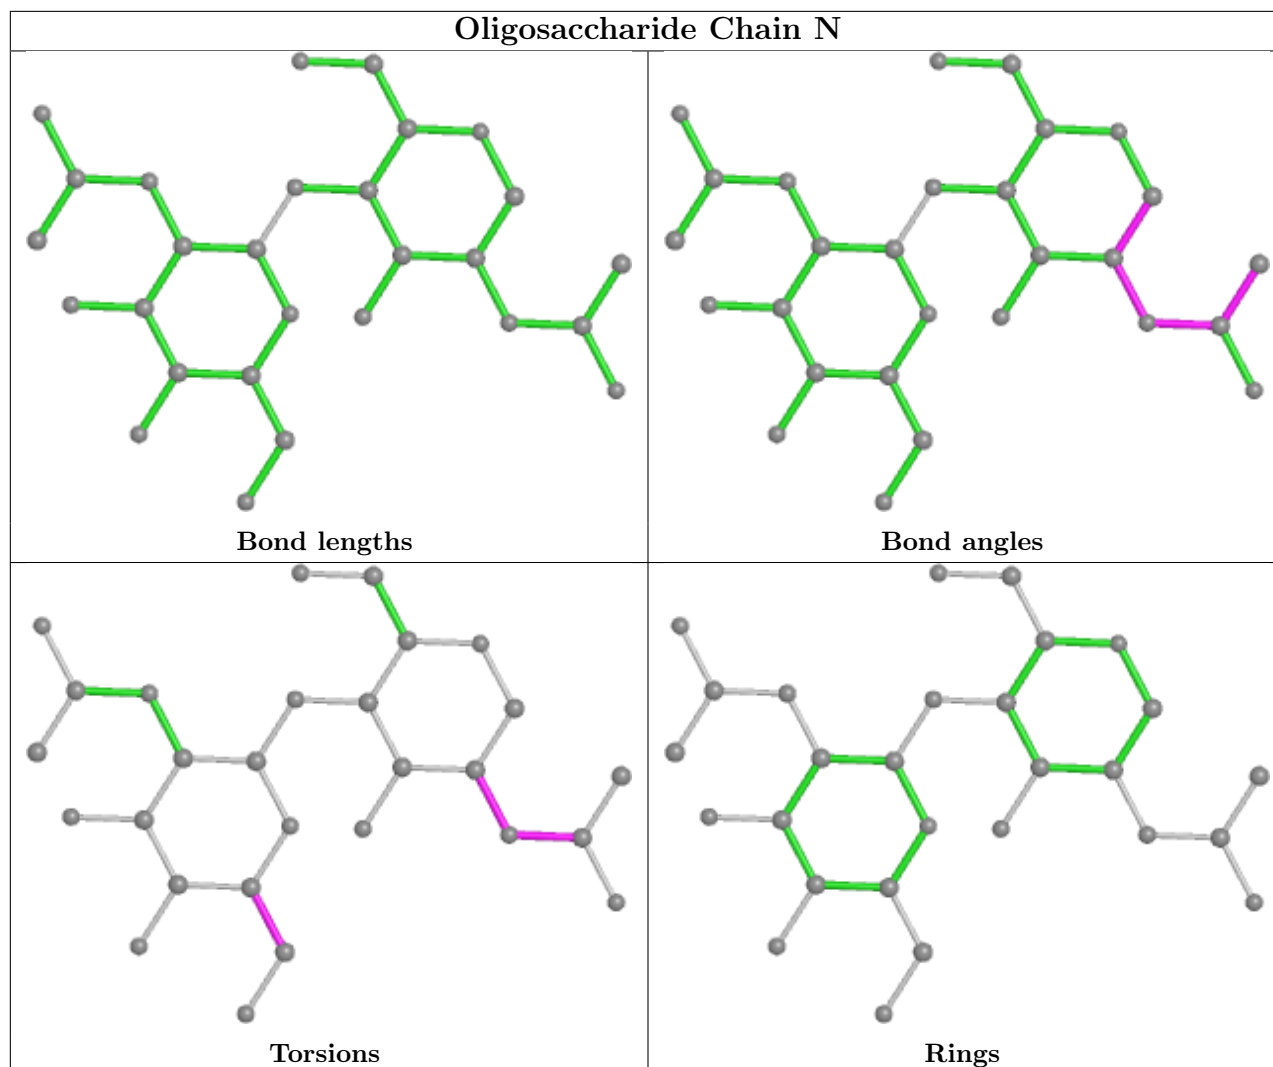 Oligosaccharide Chain N
Bond lengths
Bond angles
Torsions
Rings